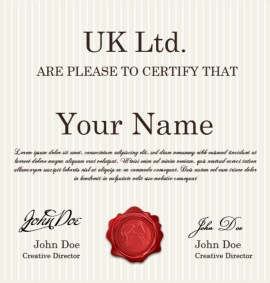 UK Ltd.
ARE PLEASE TO CERTIFY THAT
Your Name
Lorem ipsum dolor sit amet, consectetuer adipiscing elit, sed diam nonummy nibh euismod tincidunt ut
laoreet dolore magna aliquam erat volutpat. Ut wisi enim ad minim veniam, quis nostrud exerci tation
ullamcorper suscipit lobortis nisl ut aliquip ex ea commodo consequat. Duis autem vel eum iriure dolor
in hendrerit in vulputate velit esse molestie consequat
John Doe
John Doe
John Doe
Creative Director
John Doe
Creative Director